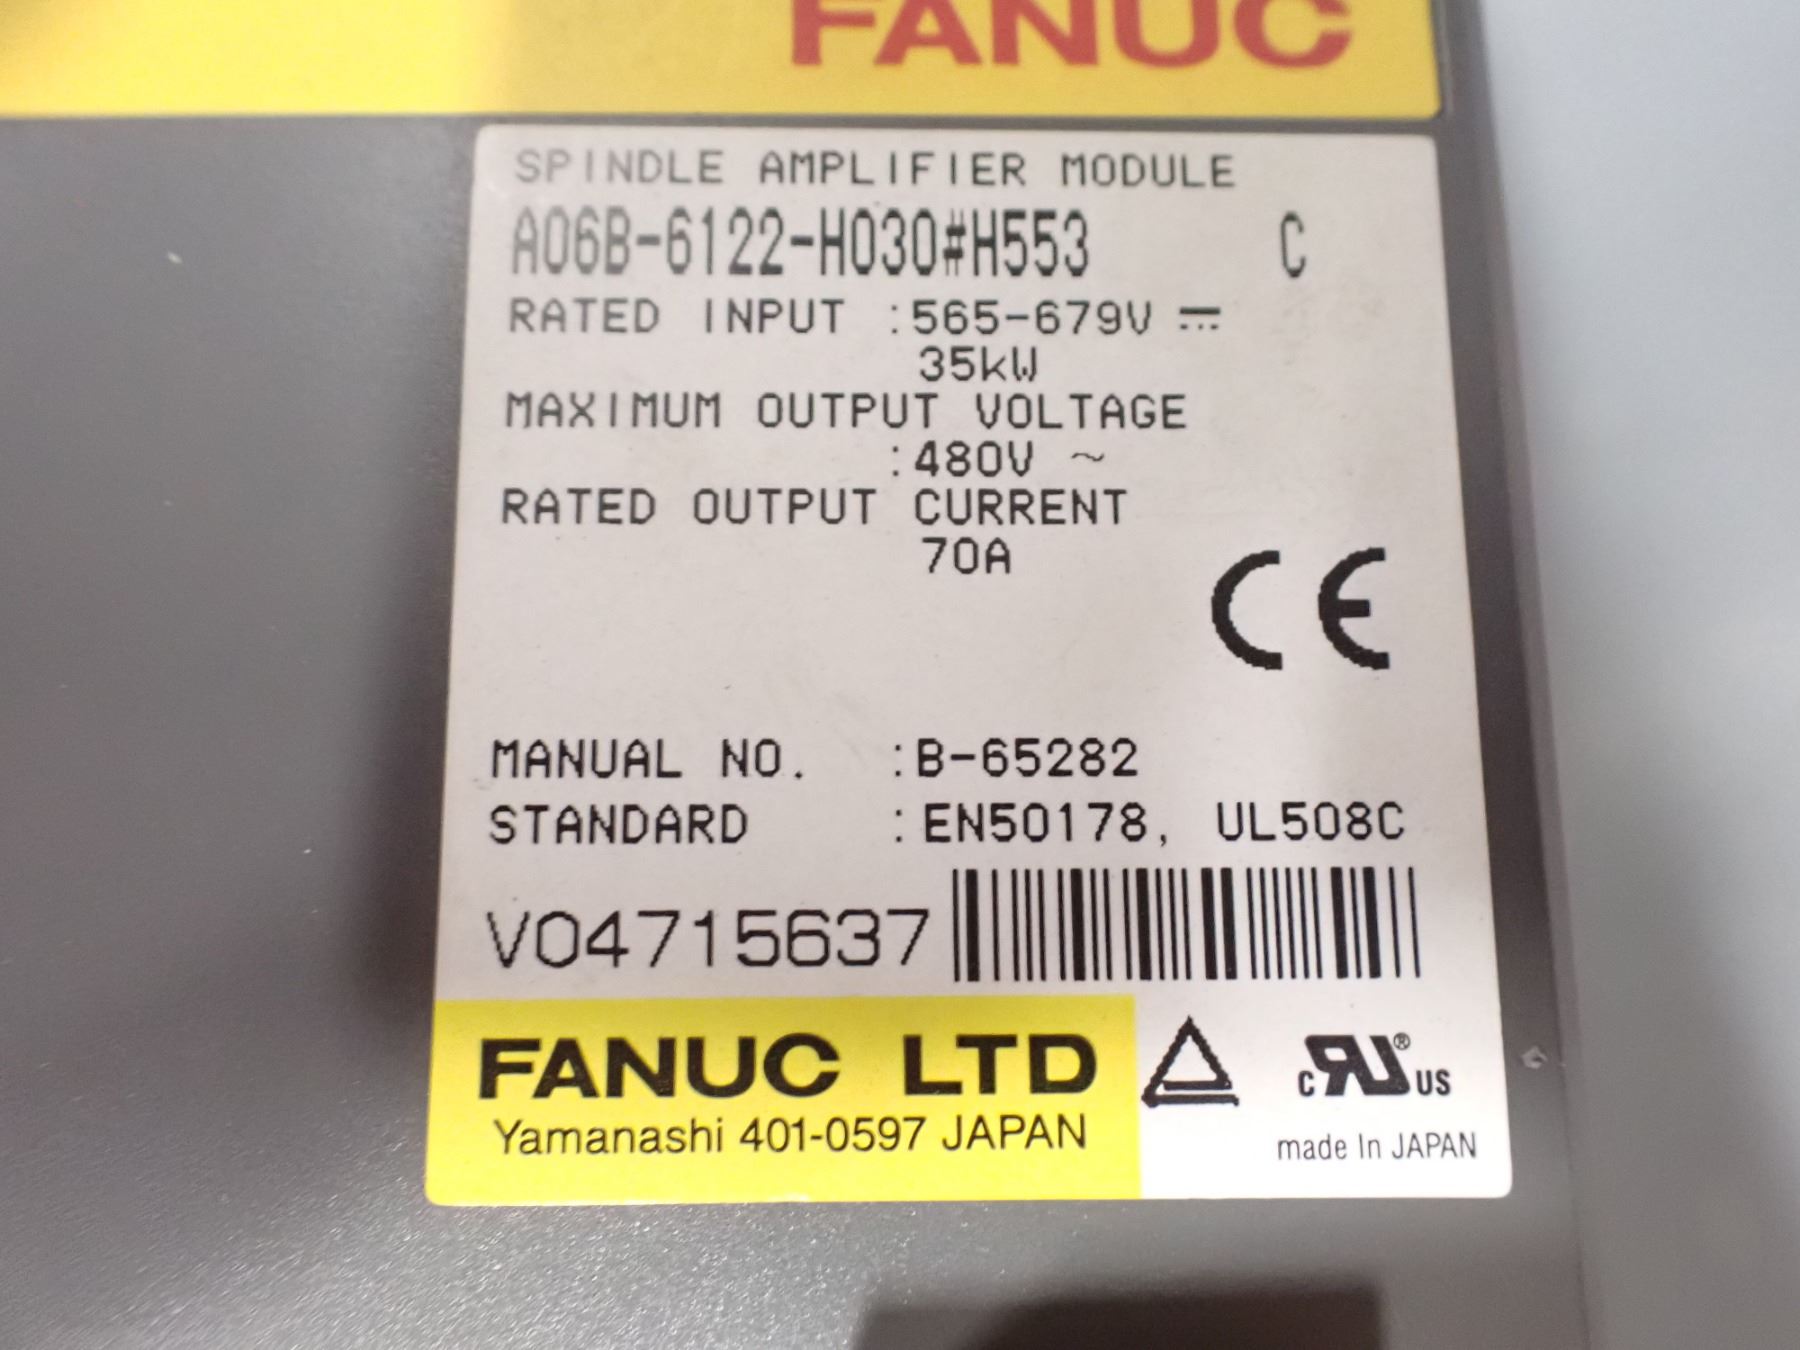 FANUC
SPINDLE AMPLIFIER MODULE
A06B-6122-H030#H553 C
RATED INPUT :565-679V ⎓
35kW
MAXIMUM OUTPUT VOLTAGE
:480V ~
RATED OUTPUT CURRENT
70A
CE
MANUAL NO. :B-65282
STANDARD :EN50178, UL508C
V04715637
FANUC LTD
Yamanashi 401-0597 JAPAN
c RU® US
made In JAPAN